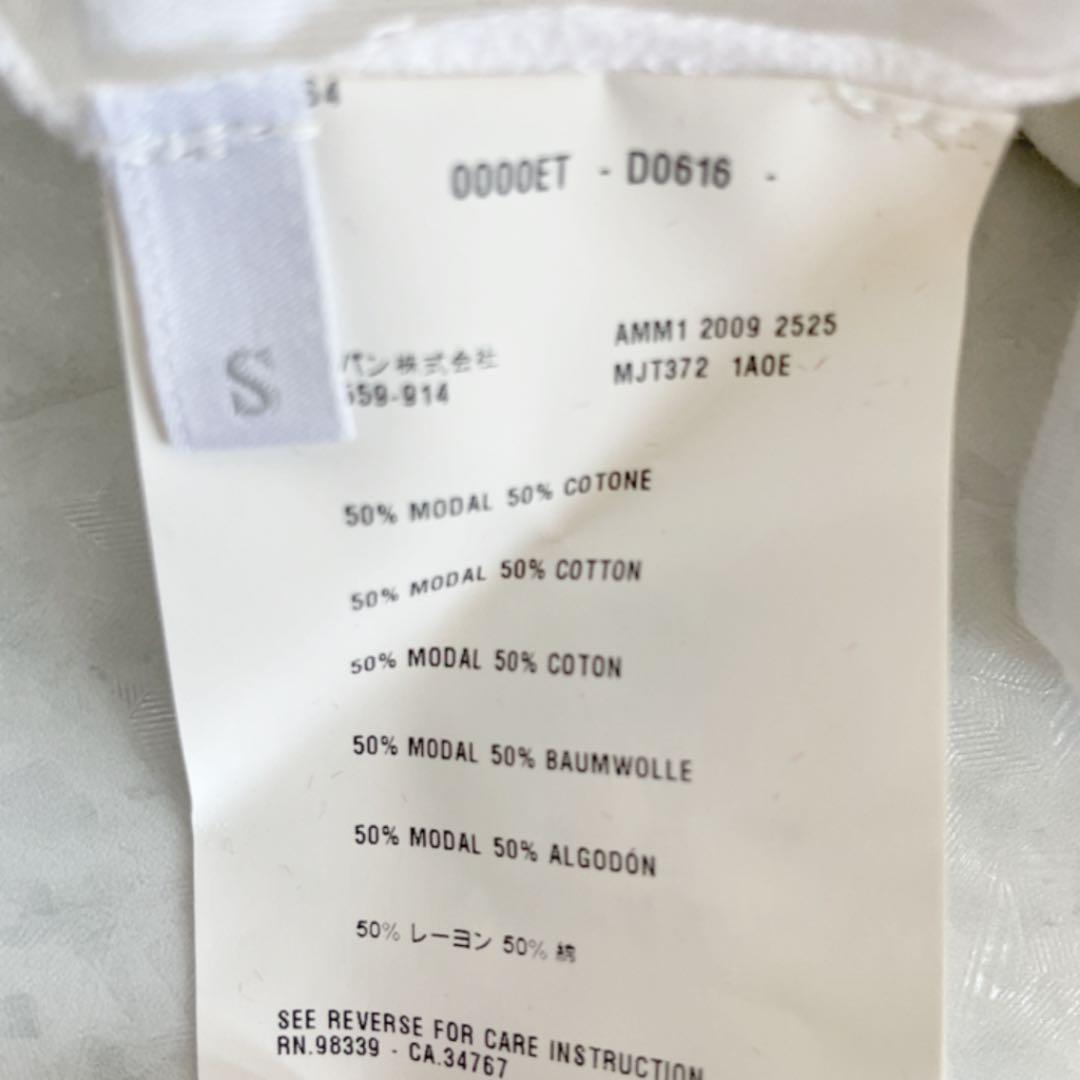 64
0000ET - D0616 -
パン株式会社
559-914
AMM1 2009 2525
MJT372 1A0E
S
50% MODAL 50% COTONE
50% MODAL 50% COTTON
50% MODAL 50% COTON
50% MODAL 50% BAUMWOLLE
50% MODAL 50% ALGODÓN
50% レーヨン 50% 綿
SEE REVERSE FOR CARE INSTRUCTION
RN.98339 - CA.34767